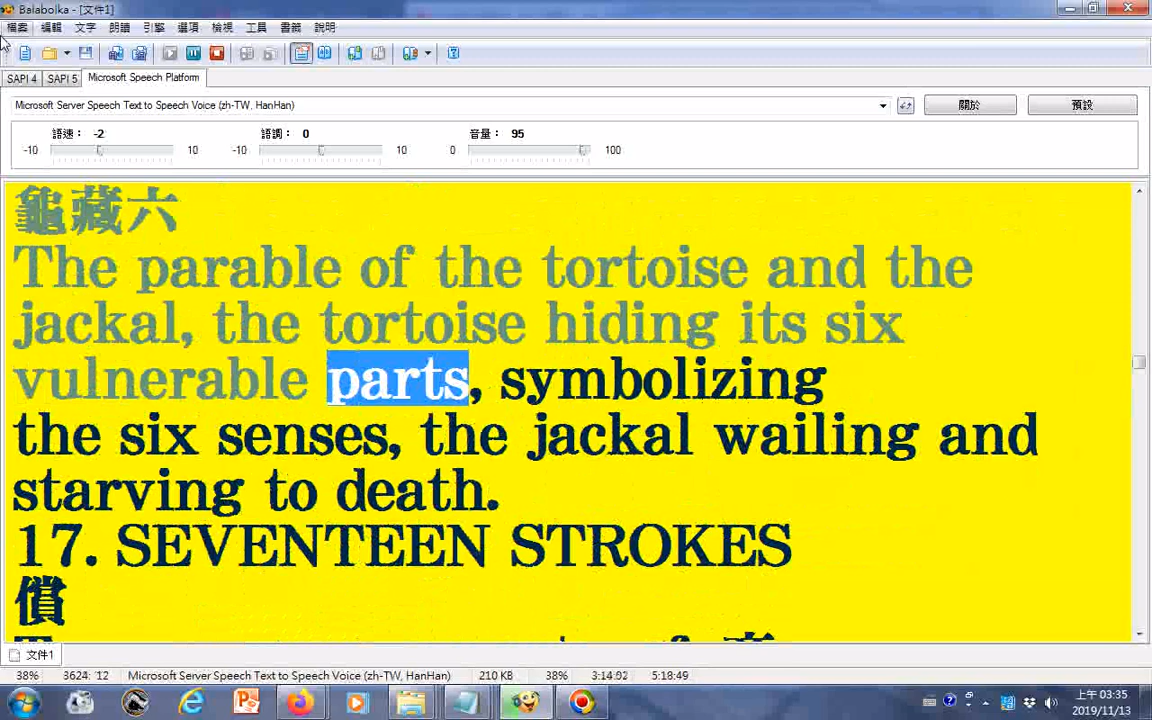 Balabolka - [文件1]
檔案 編輯 文字 朗讀 引擎 選項 檢視 工具 書籤 說明
SAPI 4 SAPI 5 Microsoft Speech Platform
Microsoft Server Speech Text to Speech Voice (zh-TW, HanHan) 關於 預設
語速： -2 語調： 0 音量： 95
-10 10 -10 10 0 100
龜藏六
The parable of the tortoise and the
jackal, the tortoise hiding its six
vulnerable parts, symbolizing
the six senses, the jackal wailing and
starving to death.
17. SEVENTEEN STROKES
償
文件1
38% 3624: 12 Microsoft Server Speech Text to Speech Voice (zh-TW, HanHan) 210 KB 38% 3:14:02 5:18:49
上午 03:35
2019/11/13